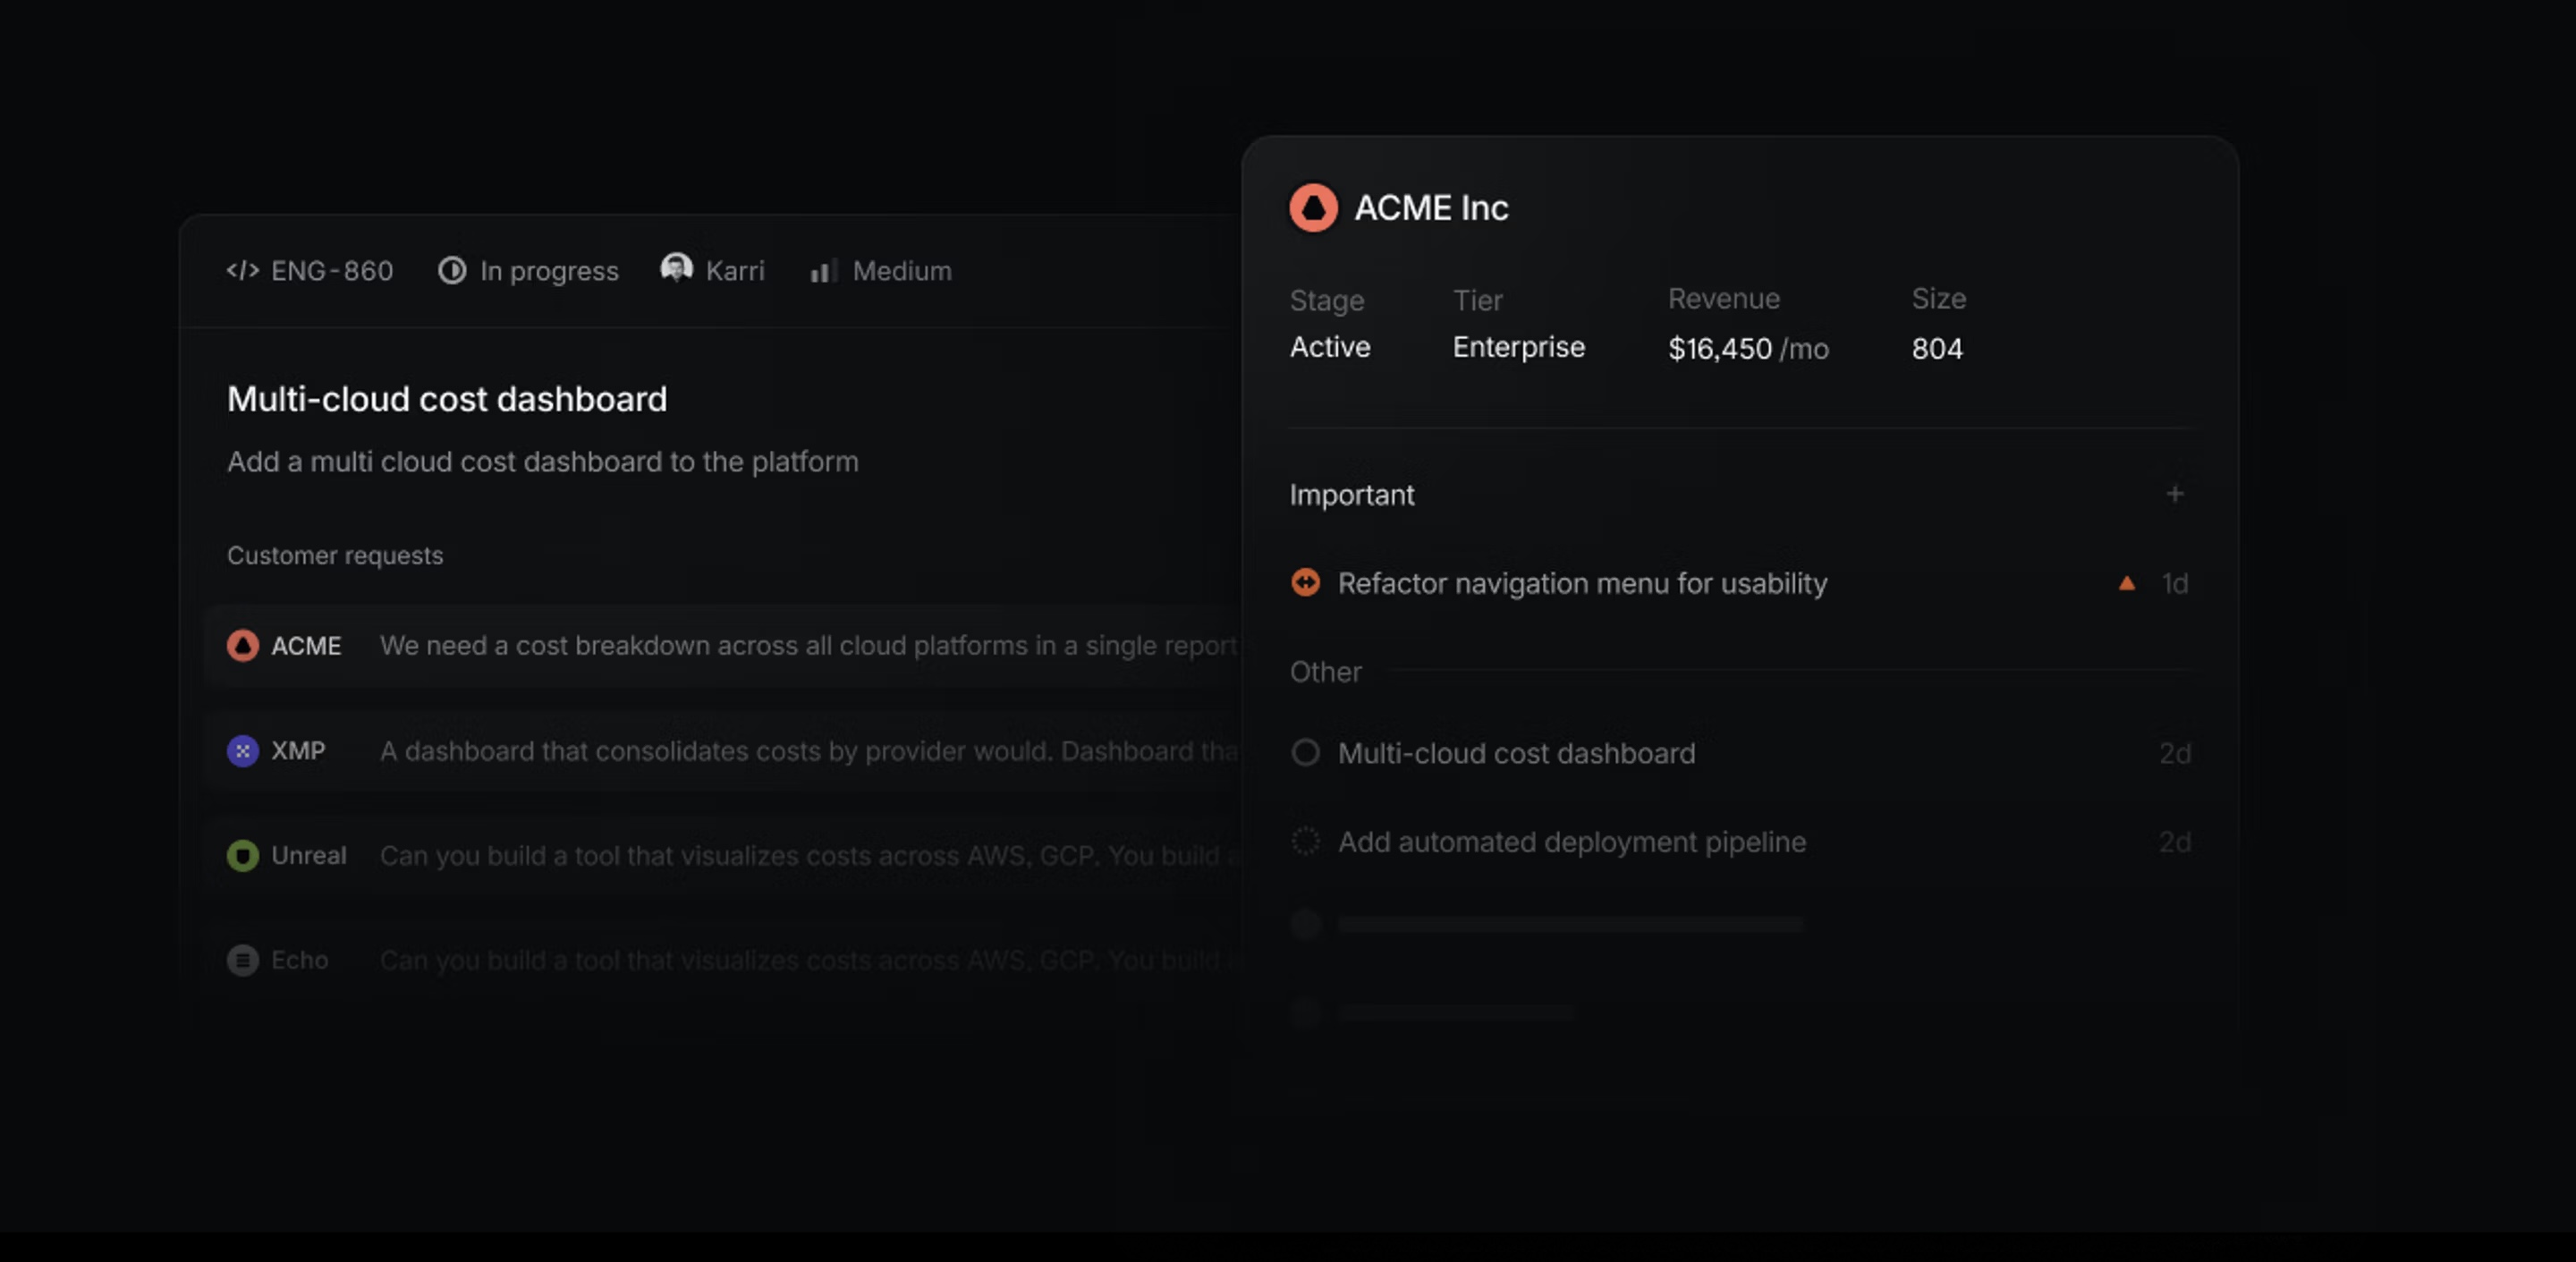 </> ENG-860 In progress Karri Medium
Multi-cloud cost dashboard
Add a multi cloud cost dashboard to the platform
Customer requests
ACME We need a cost breakdown across all cloud platforms in a single report
XMP A dashboard that consolidates costs by provider would. Dashboard tha
Unreal Can you build a tool that visualizes costs across AWS, GCP. You build
Echo Can you build a tool that visualizes costs across AWS, GCP. You build
ACME Inc
Stage Tier Revenue Size
Active Enterprise $16,450 /mo 804
Important +
Refactor navigation menu for usability 1d
Other
Multi-cloud cost dashboard 2d
Add automated deployment pipeline 2d